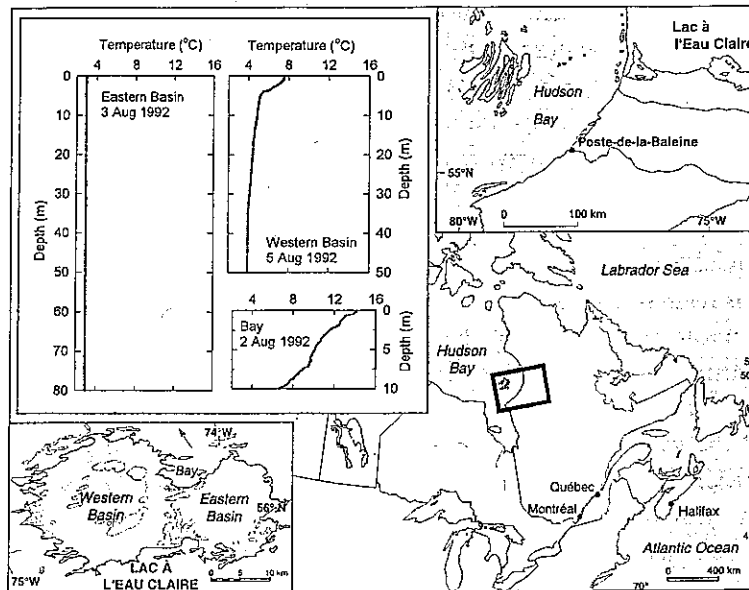 Temperature (°C)
4 8 12 16
0
10
20
30
40
50
60
70
80
Depth (m)
Eastern Basin
3 Aug 1992
Temperature (°C)
4 8 12 16
0
10
20
30
40
50
Depth (m)
Western Basin
5 Aug 1992
4 8 12 16
0
5
10
Depth (m)
Bay
2 Aug 1992
Lac à
l'Eau Claire
Hudson
Bay
Poste-de-la-Baleine
55°N
80°W
0 100 km
75°W
Labrador Sea
Hudson
Bay
Québec
Montréal
Halifax
Atlantic Ocean
0 400 km
70°
74°W
Bay
Western
Basin
Eastern
Basin
56°N
75°W
LAC À
L'EAU CLAIRE
0 5 10 km